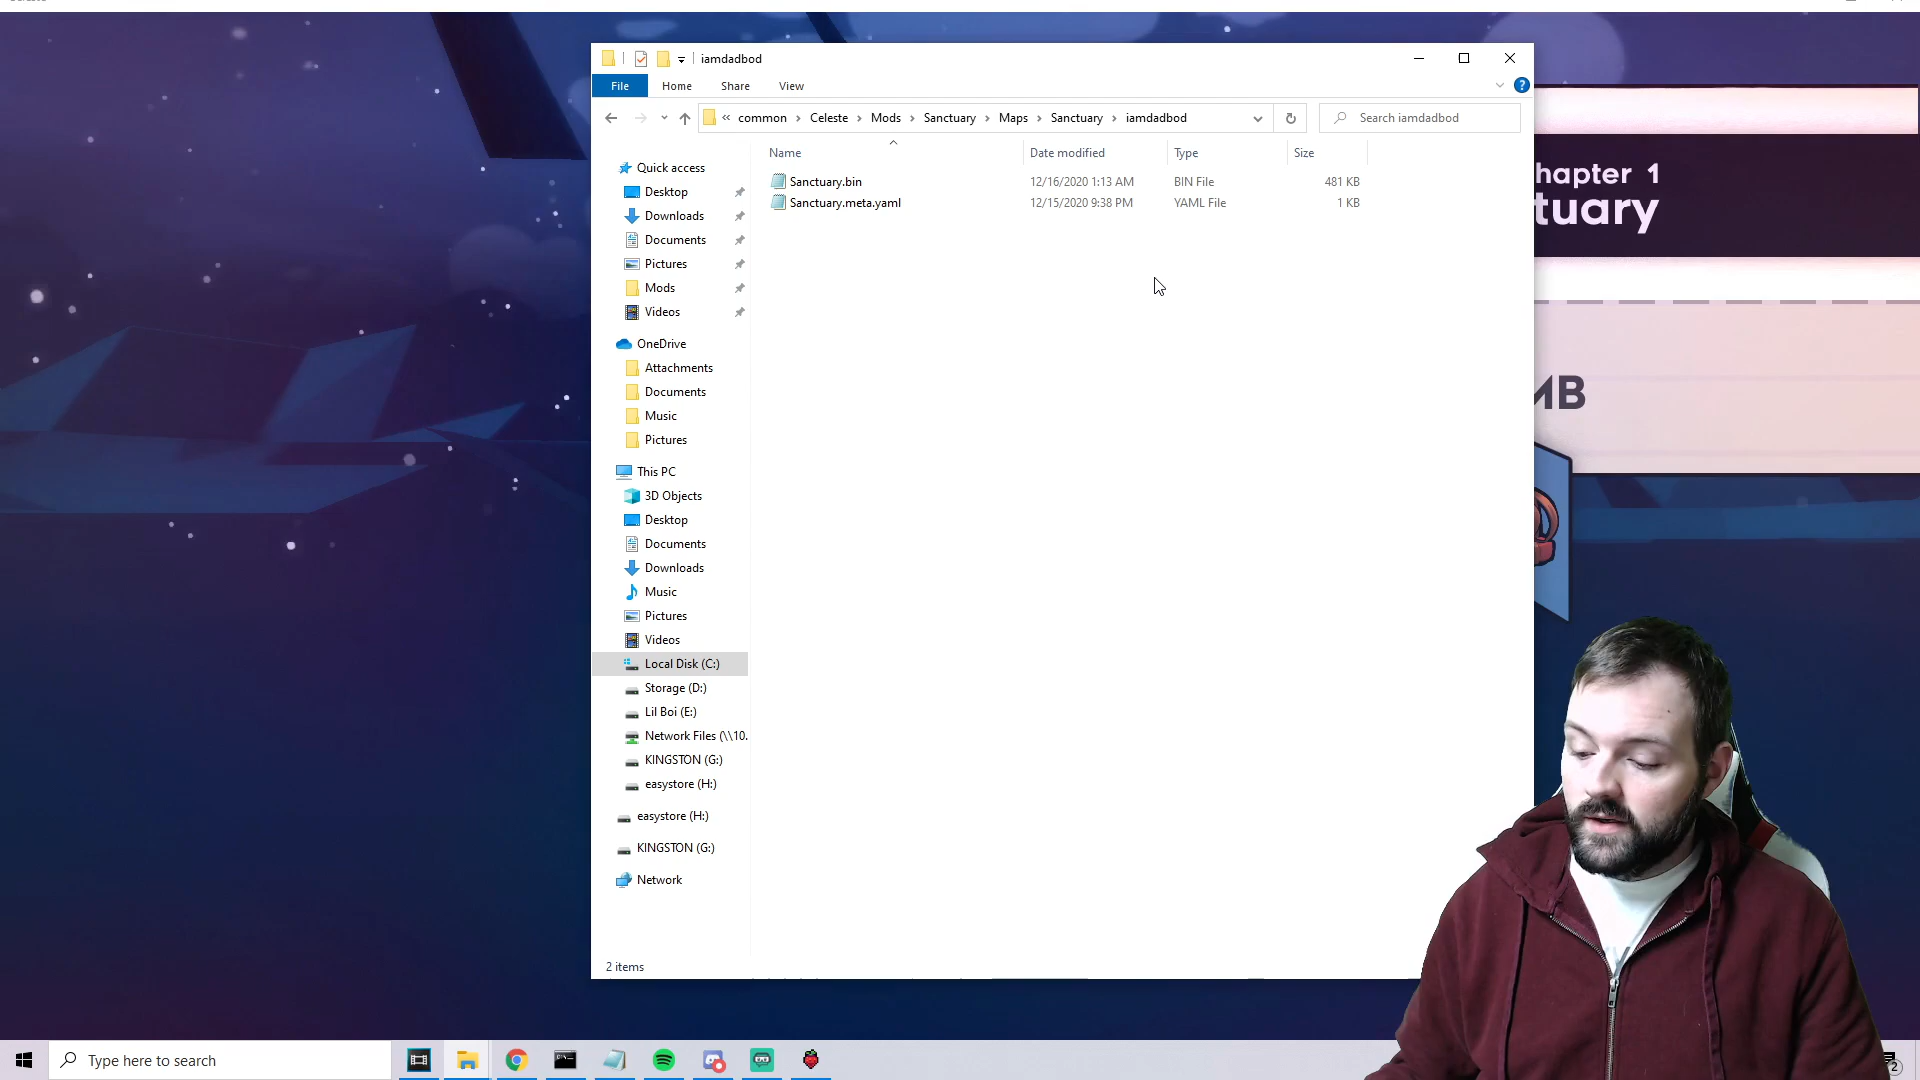 iamdadbod
File
Home
Share
View
« common > Celeste > Mods > Sanctuary > Maps > Sanctuary > iamdadbod
Search iamdadbod
Name
Date modified
Type
Size
Sanctuary.bin
12/16/2020 1:13 AM
BIN File
481 KB
Sanctuary.meta.yaml
12/15/2020 9:38 PM
YAML File
1 KB
Quick access
Desktop
Downloads
Documents
Pictures
Mods
Videos
OneDrive
Attachments
Documents
Music
Pictures
This PC
3D Objects
Desktop
Documents
Downloads
Music
Pictures
Videos
Local Disk (C:)
Storage (D:)
Lil Boi (E:)
Network Files (\\10.
KINGSTON (G:)
easystore (H:)
easystore (H:)
KINGSTON (G:)
Network
2 items
hapter 1
tuary
MB
Type here to search
2